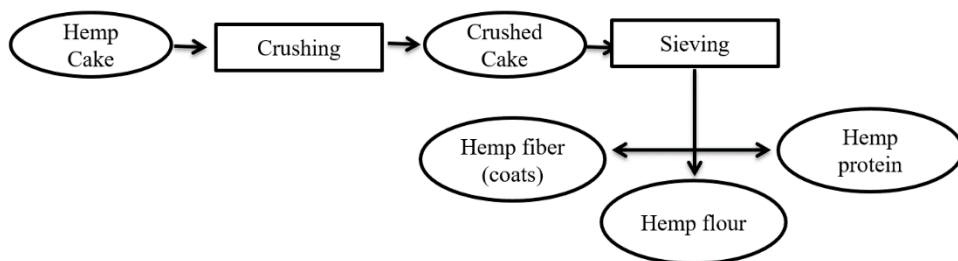 Hemp
Cake
Crushing
Crushed
Cake
Sieving
Hemp fiber
(coats)
Hemp
protein
Hemp flour